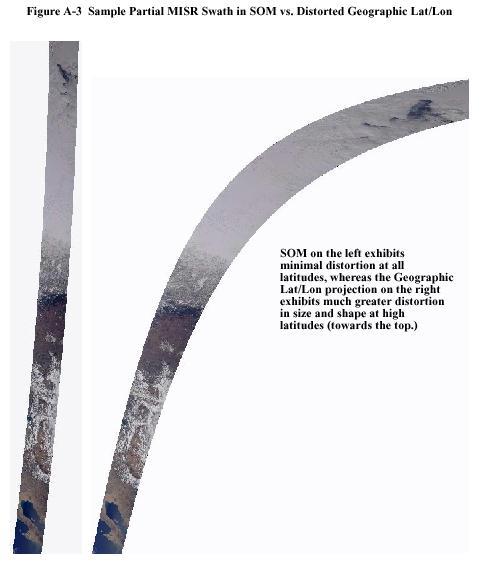 Figure A-3 Sample Partial MISR Swath in SOM vs. Distorted Geographic Lat/Lon
SOM on the left exhibits
minimal distortion at all
latitudes, whereas the Geographic
Lat/Lon projection on the right
exhibits much greater distortion
in size and shape at high
latitudes (towards the top.)